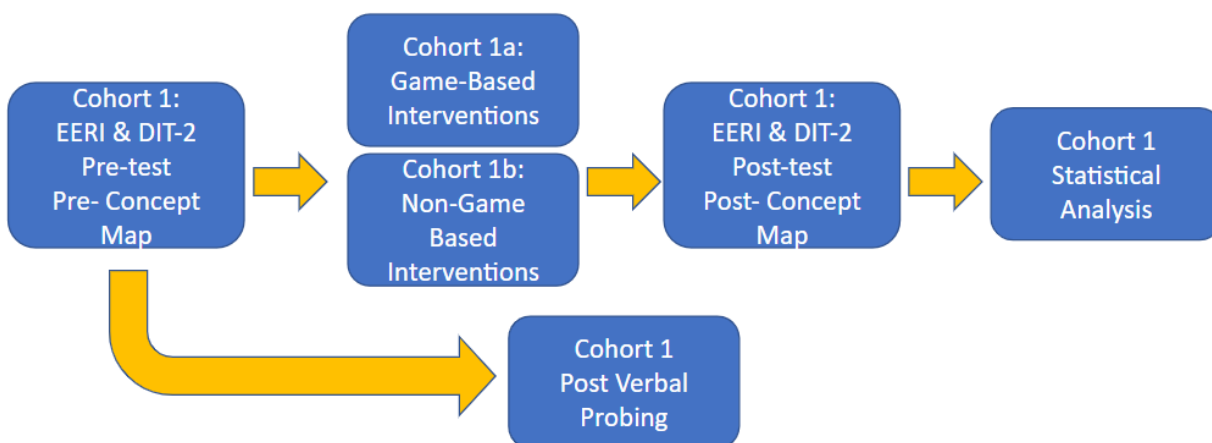 Cohort 1:
EERI & DIT-2
Pre-test
Pre- Concept
Map
Cohort 1a:
Game-Based
Interventions
Cohort 1b:
Non-Game
Based
Interventions
Cohort 1:
EERI & DIT-2
Post-test
Post- Concept
Map
Cohort 1
Statistical
Analysis
Cohort 1
Post Verbal
Probing